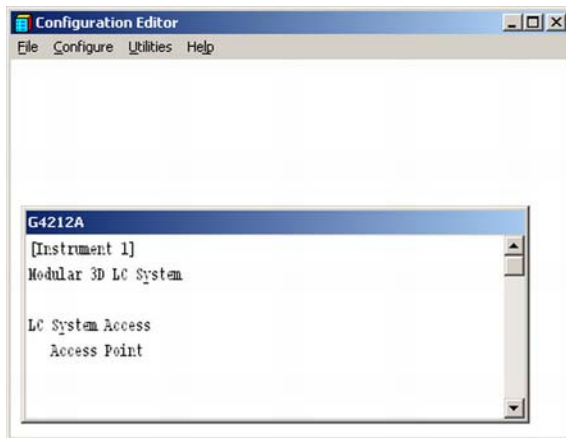 Configuration Editor
File Configure Utilities Help
G4212A
[Instrument 1]
Modular 3D LC System
LC System Access
Access Point